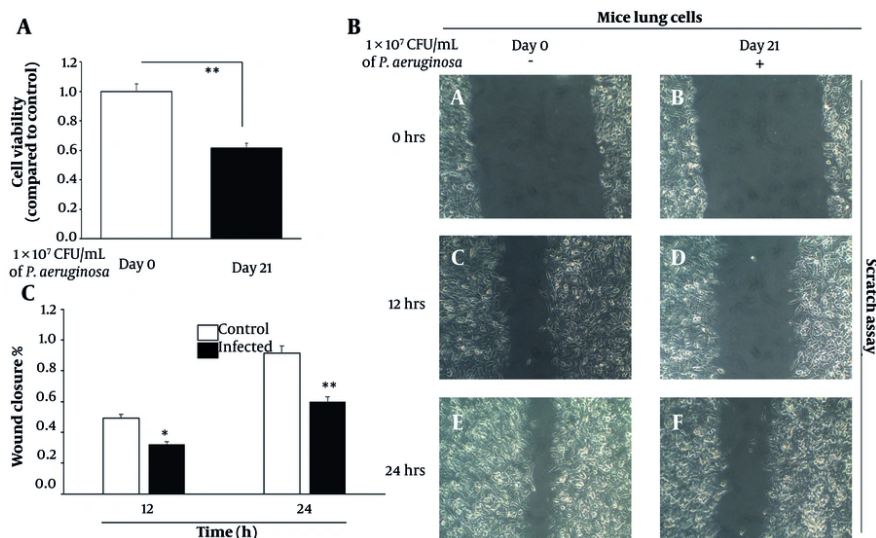 A
1.2
1.0
0.8
0.6
0.4
0.2
0.0
Cell viability
(compared to control)
**
1×10⁷ CFU/mL
of P. aeruginosa
Day 0
Day 21
C
1.2
1.0
0.8
0.6
0.4
0.2
0.0
Wound closure %
Control
Infected
*
**
12
24
Time (h)
B
Mice lung cells
1×10⁷ CFU/mL
of P. aeruginosa
Day 0
-
Day 21
+
0 hrs
A
B
12 hrs
C
D
24 hrs
E
F
Scratch assay